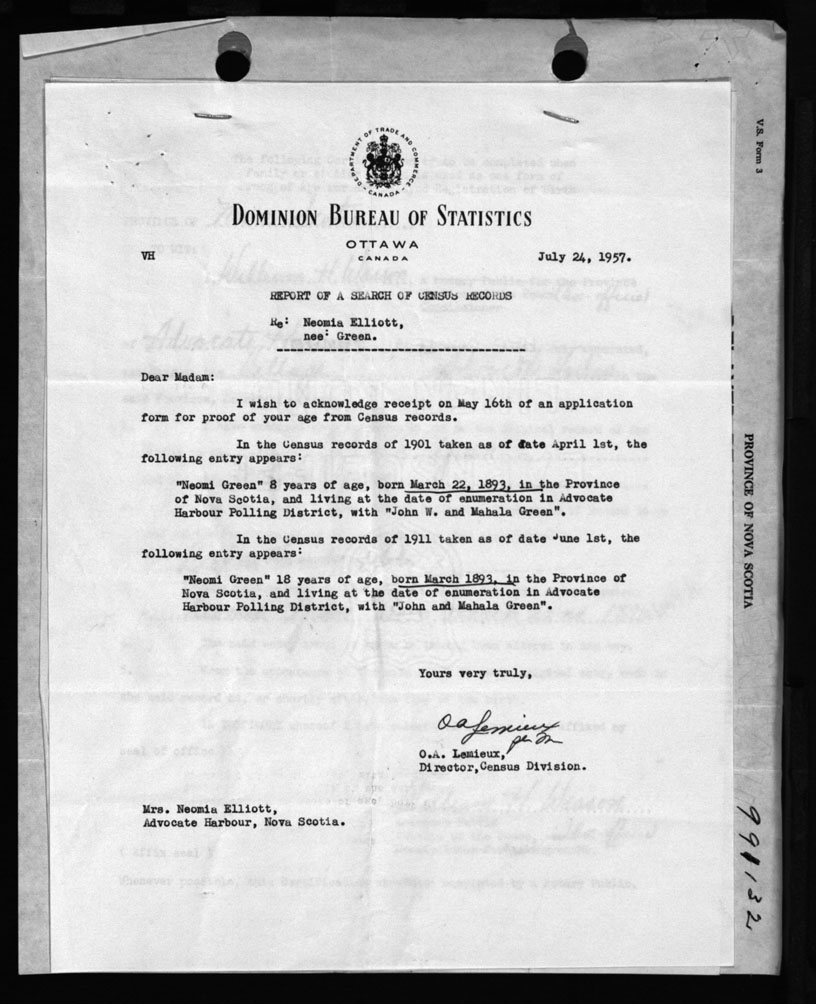 DEPARTMENT OF TRADE AND COMMERCE
CANADA
DOMINION BUREAU OF STATISTICS
OTTAWA
CANADA
VH
July 24, 1957.
REPORT OF A SEARCH OF CENSUS RECORDS
Re: Neomia Elliott,
nee: Green.
Dear Madam:
I wish to acknowledge receipt on May 16th of an application
form for proof of your age from Census records.
In the Census records of 1901 taken as of date April 1st, the
following entry appears:
"Neomi Green" 8 years of age, born March 22, 1893, in the Province
of Nova Scotia, and living at the date of enumeration in Advocate
Harbour Polling District, with "John W. and Mahala Green".
In the Census records of 1911 taken as of date June 1st, the
following entry appears:
"Neomi Green" 18 years of age, born March 1893, in the Province of
Nova Scotia, and living at the date of enumeration in Advocate
Harbour Polling District, with "John and Mahala Green".
Yours very truly,
O.A. Lemieux
O.A. Lemieux,
Director, Census Division.
Mrs. Neomia Elliott,
Advocate Harbour, Nova Scotia.
V.S. Form 3
PROVINCE OF NOVA SCOTIA
991132